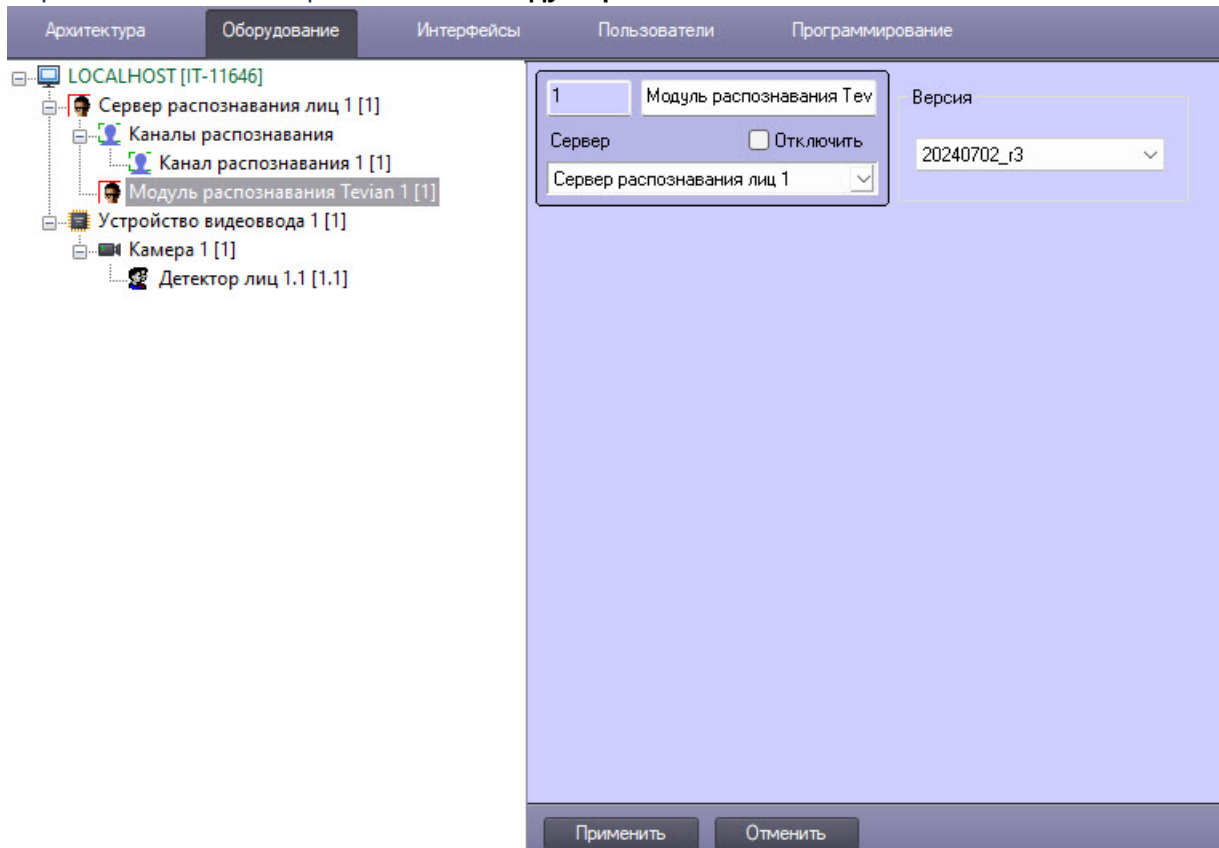 Архитектура Оборудование Интерфейсы Пользователи Программирование
LOCALHOST [IT-11646]
Сервер распознавания лиц 1 [1]
Каналы распознавания
Канал распознавания 1 [1]
Модуль распознавания Tevian 1 [1]
Устройство видеоввода 1 [1]
Камера 1 [1]
Детектор лиц 1.1 [1.1]
1 Модуль распознавания Tev
Сервер Отключить
Сервер распознавания лиц 1
Версия
20240702_r3
Применить Отменить